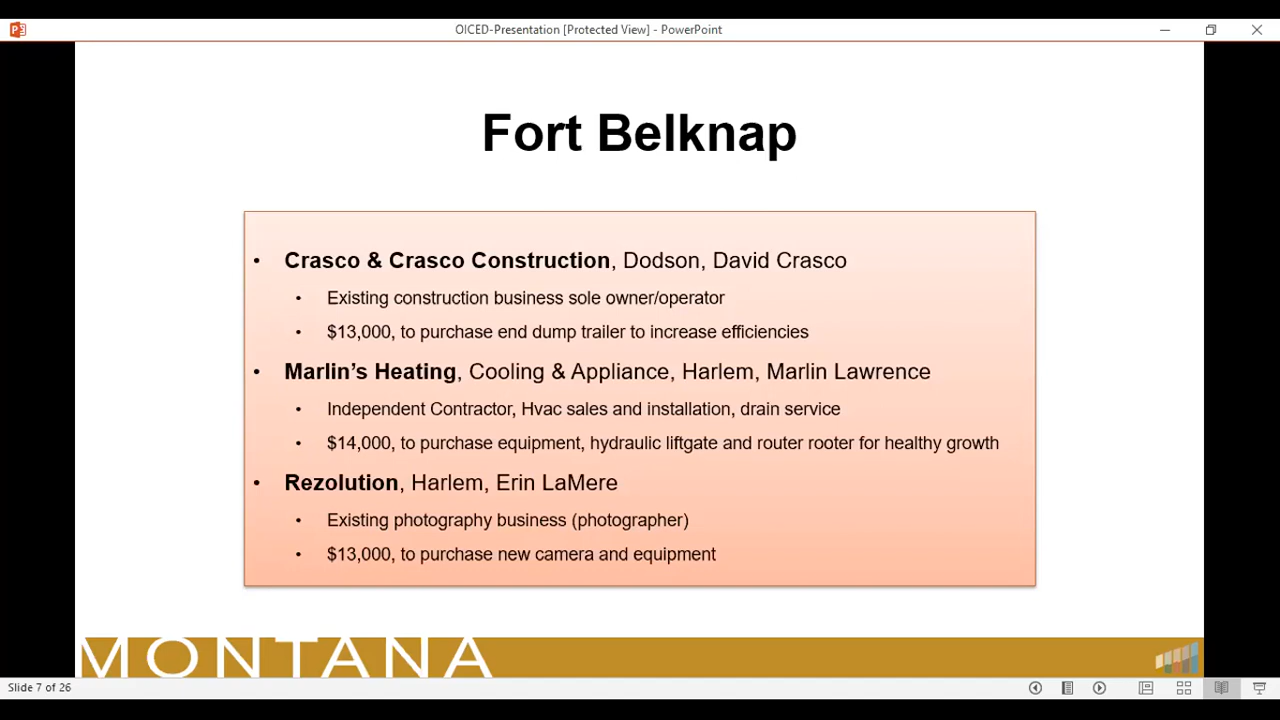 OICED-Presentation [Protected View] - PowerPoint
Fort Belknap
• Crasco & Crasco Construction, Dodson, David Crasco
• Existing construction business sole owner/operator
• $13,000, to purchase end dump trailer to increase efficiencies
• Marlin’s Heating, Cooling & Appliance, Harlem, Marlin Lawrence
• Independent Contractor, Hvac sales and installation, drain service
• $14,000, to purchase equipment, hydraulic liftgate and router rooter for healthy growth
• Rezolution, Harlem, Erin LaMere
• Existing photography business (photographer)
• $13,000, to purchase new camera and equipment
MONTANA
Slide 7 of 26